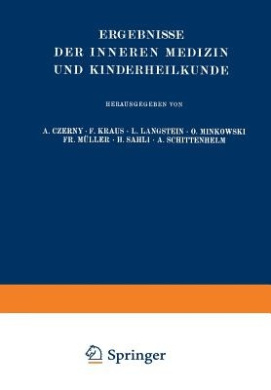 ERGEBNISSE
DER INNEREN MEDIZIN
UND KINDERHEILKUNDE
HERAUSGEGEBEN VON
A. CZERNY · F. KRAUS · L. LANGSTEIN · O. MINKOWSKI
FR. MÜLLER · H. SAHLI · A. SCHITTENHELM
Springer